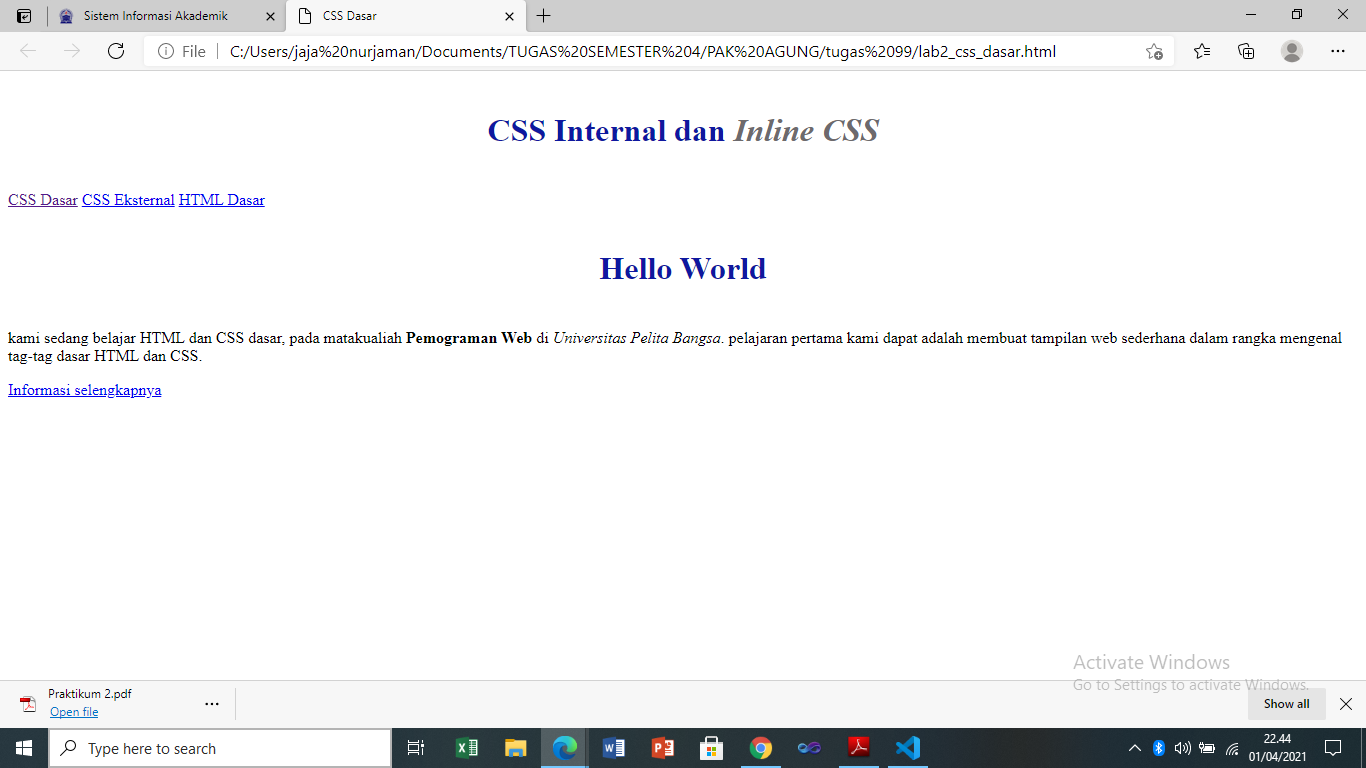 Sistem Informasi Akademik
CSS Dasar
File
C:/Users/jaja%20nurjaman/Documents/TUGAS%20SEMESTER%204/PAK%20AGUNG/tugas%2099/lab2_css_dasar.html
CSS Internal dan Inline CSS
CSS Dasar CSS Eksternal HTML Dasar
Hello World
kami sedang belajar HTML dan CSS dasar, pada matakualiah Pemograman Web di Universitas Pelita Bangsa. pelajaran pertama kami dapat adalah membuat tampilan web sederhana dalam rangka mengenal
tag-tag dasar HTML dan CSS.
Informasi selengkapnya
Activate Windows
Go to Settings to activate Windows.
Praktikum 2.pdf
Open file
Show all
Type here to search
22.44
01/04/2021